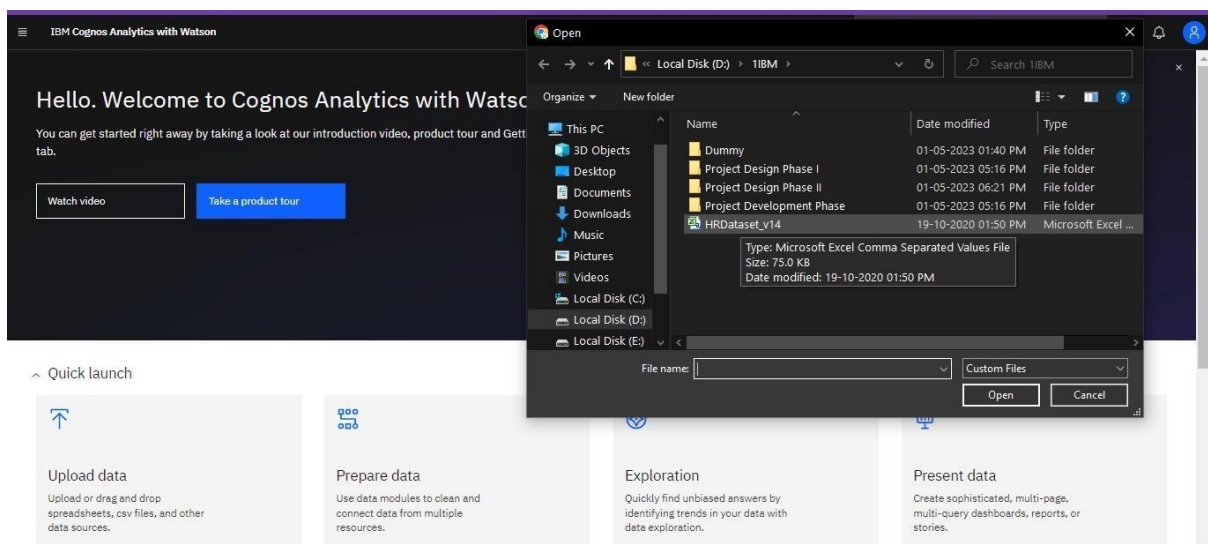 IBM Cognos Analytics with Watson
Hello. Welcome to Cognos Analytics with Watso
You can get started right away by taking a look at our introduction video, product tour and Gett
tab.
Watch video
Take a product tour
Open
Local Disk (D:) > 1IBM >
Search 1IBM
Organize
New folder
This PC
3D Objects
Desktop
Documents
Downloads
Music
Pictures
Videos
Local Disk (C:)
Local Disk (D:)
Local Disk (E:)
Name Date modified Type
Dummy 01-05-2023 01:40 PM File folder
Project Design Phase I 01-05-2023 05:16 PM File folder
Project Design Phase II 01-05-2023 06:21 PM File folder
Project Development Phase 01-05-2023 05:16 PM File folder
HRDataset_v14 19-10-2020 01:50 PM Microsoft Excel ...
Type: Microsoft Excel Comma Separated Values File
Size: 75.0 KB
Date modified: 19-10-2020 01:50 PM
File name:
Custom Files
Open
Cancel
Quick launch
Upload data
Upload or drag and drop
spreadsheets, csv files, and other
data sources.
Prepare data
Use data modules to clean and
connect data from multiple
resources.
Exploration
Quickly find unbiased answers by
identifying trends in your data with
data exploration.
Present data
Create sophisticated, multi-page,
multi-query dashboards, reports, or
stories.